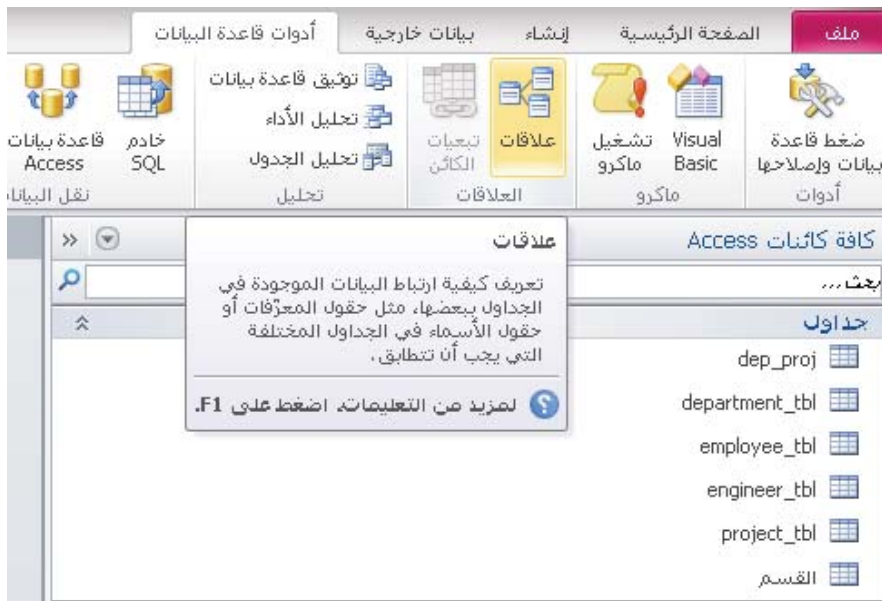 ملف
الصفحة الرئيسية
إنشاء
بيانات خارجية
أدوات قاعدة البيانات
ضغط قاعدة
بيانات وإصلاحها
أدوات
Visual
Basic
تشغيل
ماكرو
ماكرو
علاقات
تبعيات
الكائن
العلاقات
توثيق قاعدة بيانات
تحليل الأداء
تحليل الجدول
تحليل
خادم
SQL
قاعدة بيانات
Access
نقل البيانا
كافة كائنات Access
بحث...
جداول
dep_proj
department_tbl
employee_tbl
engineer_tbl
project_tbl
القسم
علاقات
تعريف كيفية ارتباط البيانات الموجودة في
الجداول ببعضها، مثل حقول المعرّفات أو
حقول الأسماء في الجداول المختلفة
التي يجب أن تتطابق.
لمزيد من التعليمات، اضغط على F1.